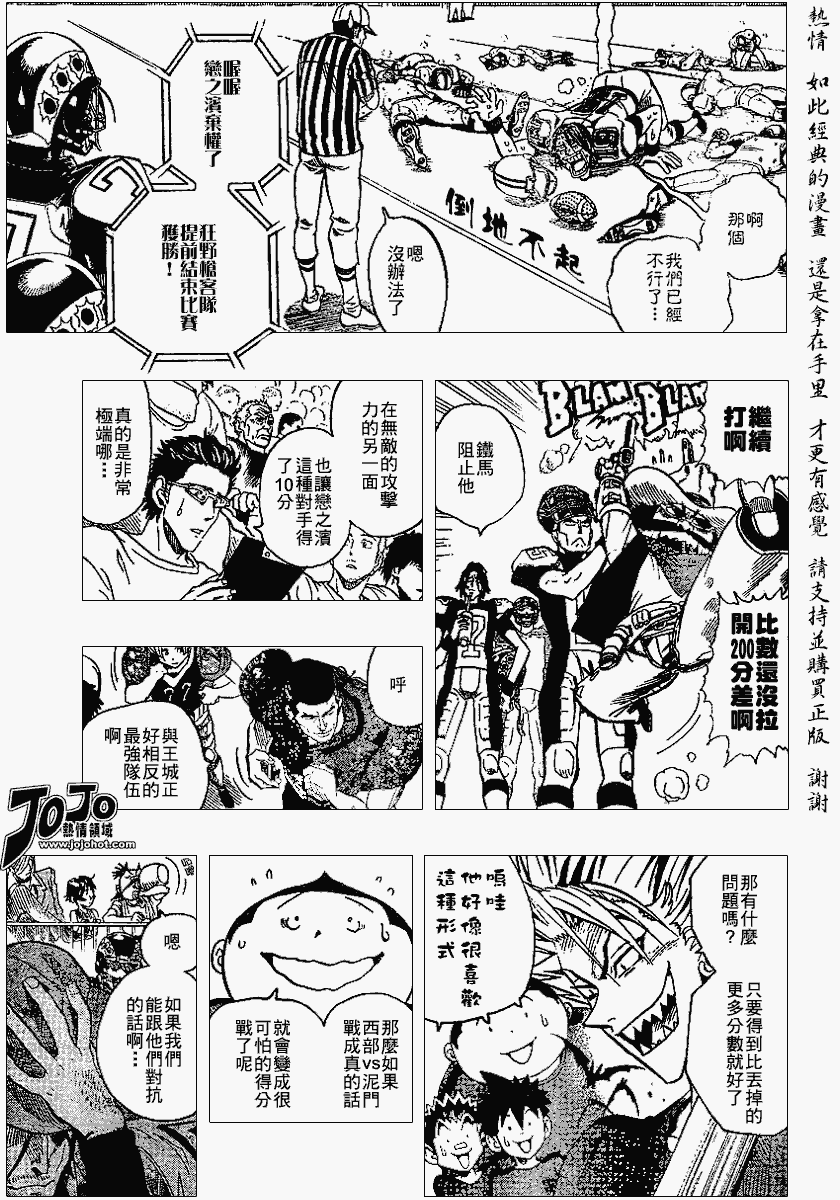 啊
那個
我們已經
不行了…
倒地不起
嗯
沒辦法了
喔喔
戀之濱棄權了
狂野槍客隊
提前結束比賽
獲勝！
BLAM BLAM
繼續
打啊
鐵馬
阻止他
比數還沒拉
開200分差啊
在無敵的攻擊
力的另一面
也讓戀之濱
這種對手得
了10分
真的是非常
極端哪…
呼
與王城正
好相反的
最強隊伍
啊
那有什麼
問題嗎？
只要得到比丟掉的
更多分數就好了
嗚哇
他好像很喜歡
這種形式
那麼如果
西部vs泥門
戰成真的話
就會變成很
可怕的得分
戰了呢
嗯
如果我們
能跟他們對抗
的話啊…
熱情 如此經典的漫畫 還是拿在手里 才更有感覺 請支持並購買正版 謝謝
JOJO
熱情領域
www.jojohot.com